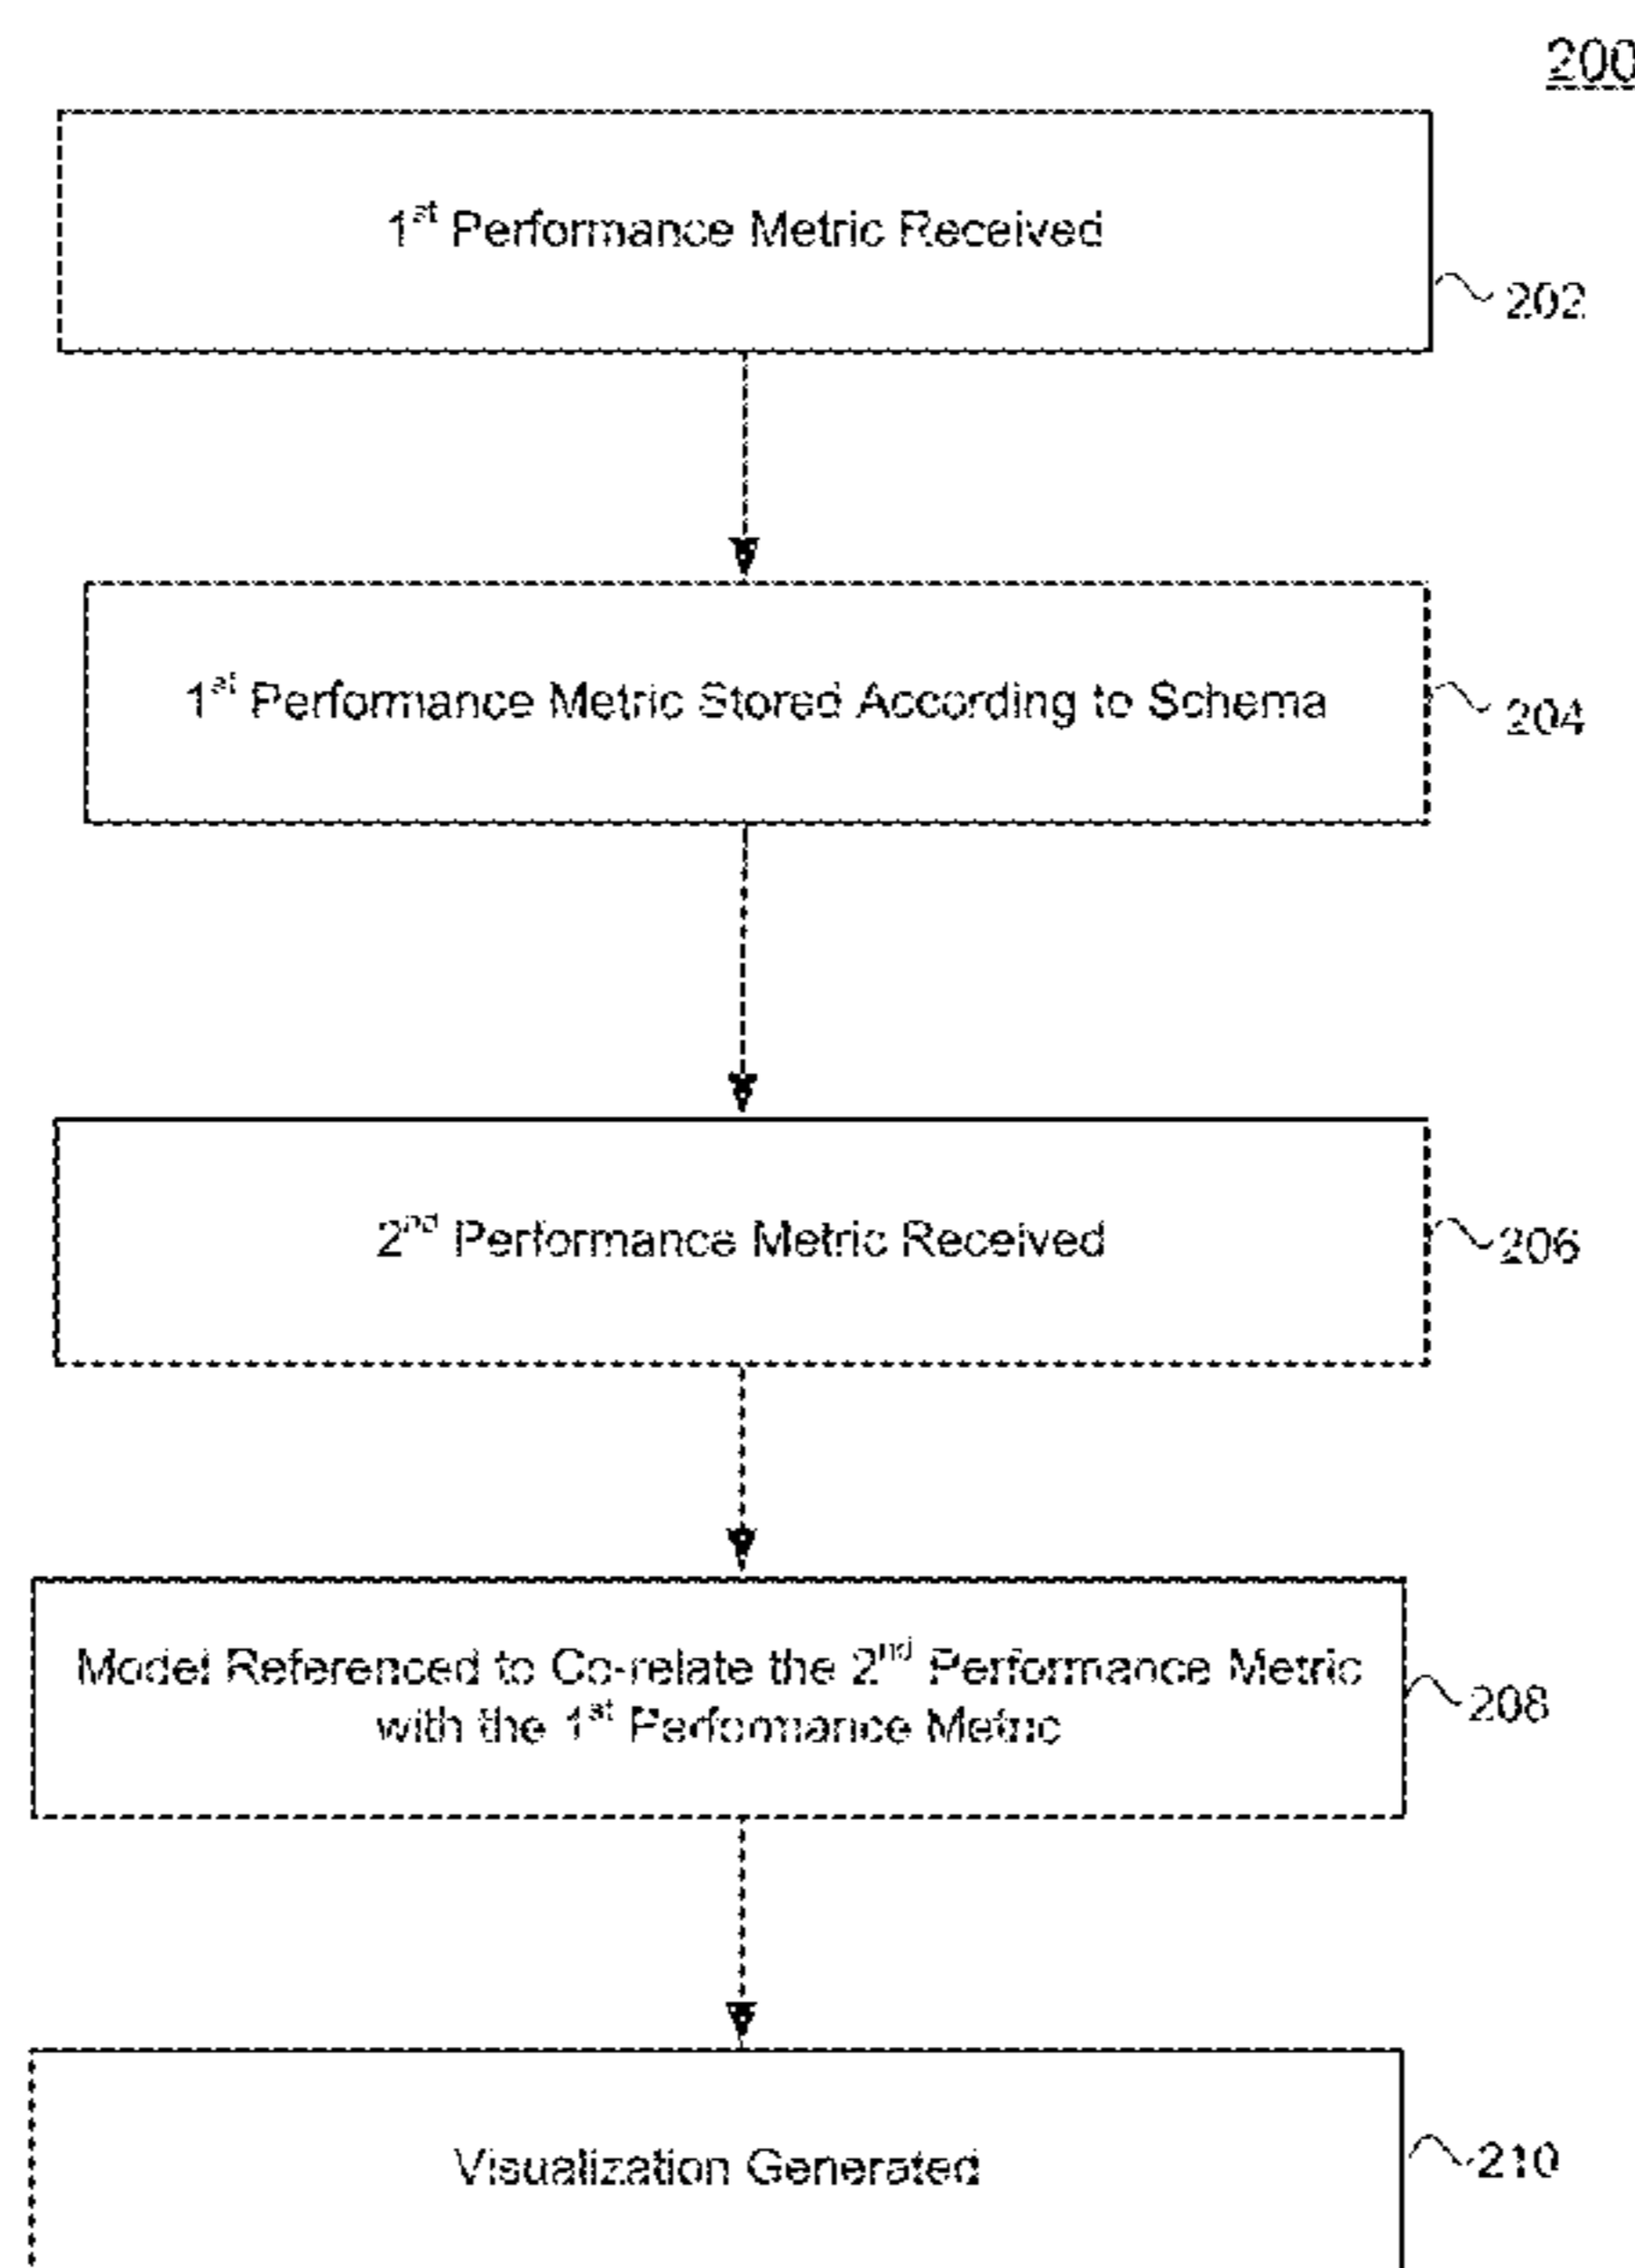 200
1st Performance Metric Received
202
1st Performance Metric Stored According to Schema
204
2nd Performance Metric Received
206
Model Referenced to Co-relate the 2nd Performance Metric
with the 1st Performance Metric
208
Visualization Generated
210